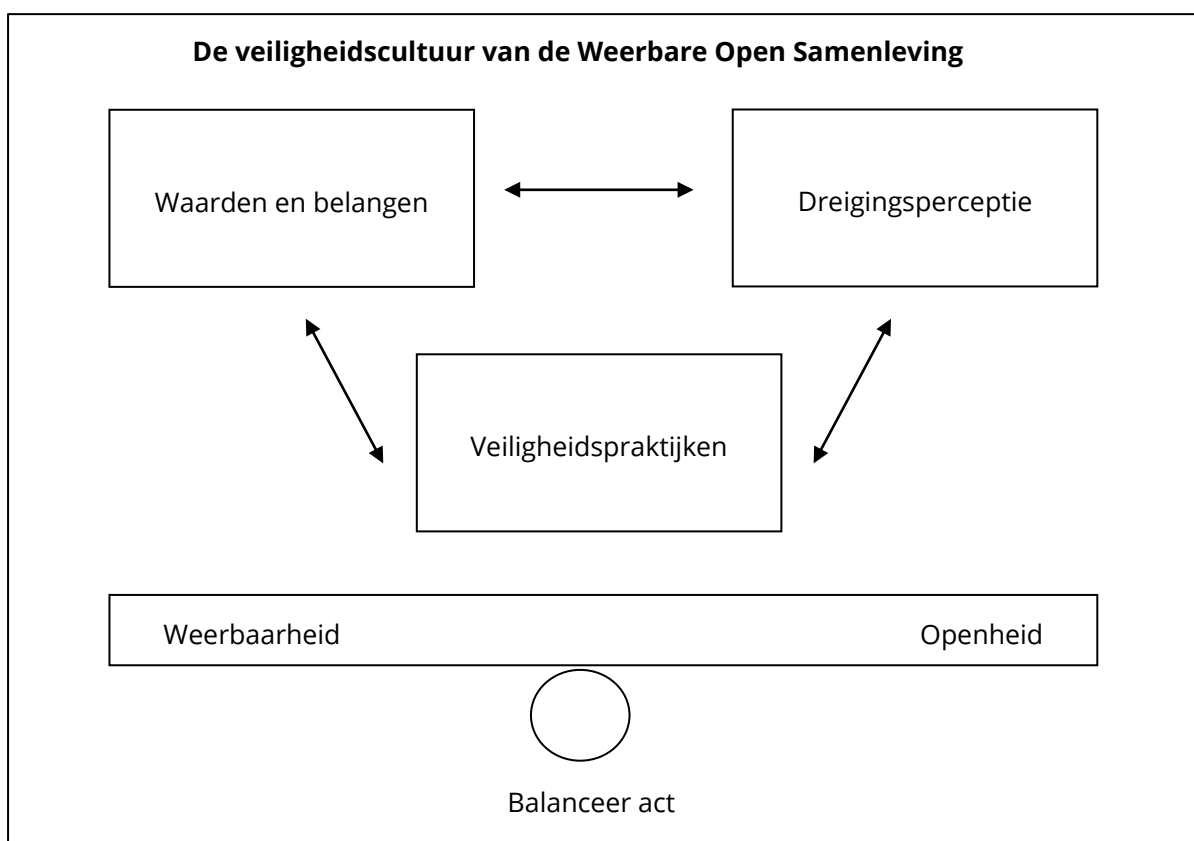 De veiligheidscultuur van de Weerbare Open Samenleving
Waarden en belangen
Dreigingsperceptie
Veiligheidspraktijken
Weerbaarheid
Openheid
Balanceer act